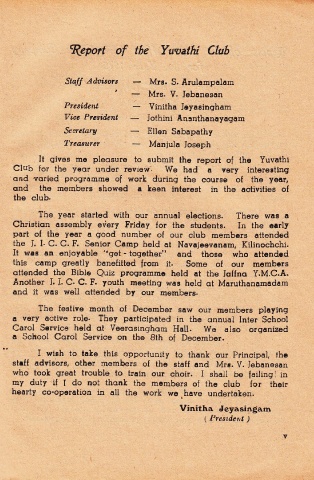 Report of the Yuvathi Club
Staff Advisors — Mrs. S. Arulampalam
— Mrs. V. Jebanesan
President — Vinitha Jeyasingham
Vice President — Jothini Ananthanayagam
Secretary — Ellen Sabapathy
Treasurer — Manjula Joseph
It gives me pleasure to submit the report of the Yuvathi
Club for the year under review. We had a very interesting
and varied programme of work during the course of the year,
and the members showed a keen interest in the activities of
the club.
The year started with our annual elections. There was a
Christian assembly every Friday for the students. In the early
part of the year a good number of our club members attended
the J. I. C. C. F. Senior Camp held at Navajeevanam, Kilinochchi.
It was an enjoyable "get-together" and those who attended
this camp greatly benefitted from it. Some of our members
attended the Bible Quiz programme held at the Jaffna Y.M.C.A.
Another J. I. C. C. F. youth meeting was held at Maruthanamadam
and it was well attended by our members.
The festive month of December saw our members playing
a very active role. They participated in the annual Inter School
Carol Service held at Veerasingham Hall. We also organized
a School Carol Service on the 8th of December.
I wish to take this opportunity to thank our Principal, the
staff advisors, other members of the staff and Mrs. V. Jebanesan
who took great trouble to train our choir. I shall be failing in
my duty if I do not thank the members of the club for their
hearty co-operation in all the work we have undertaken.
Vinitha Jeyasingam
(President)
v